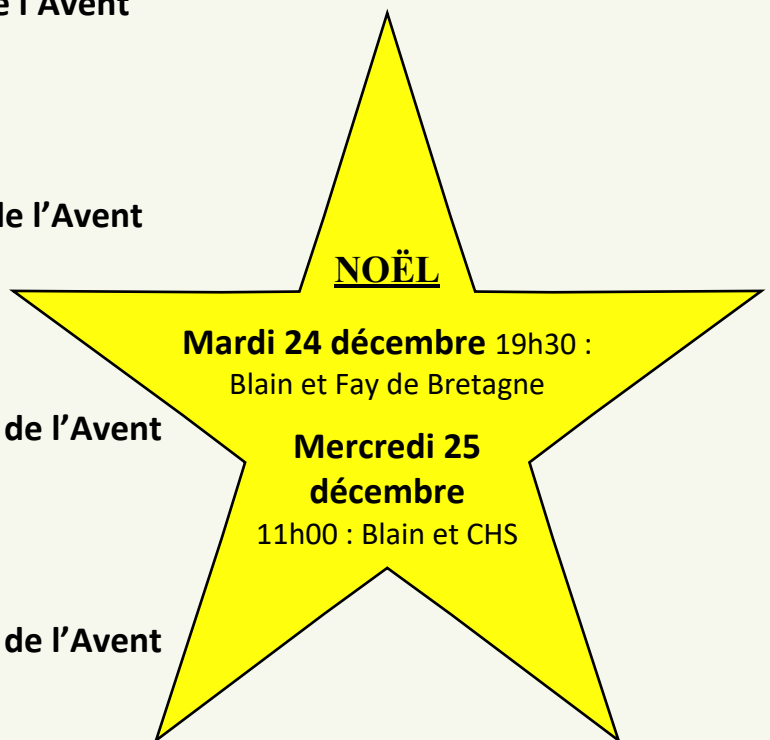 l'Avent
de l’Avent
NOËL
Mardi 24 décembre 19h30 :
Blain et Fay de Bretagne
de l’Avent
Mercredi 25
décembre
11h00 : Blain et CHS
de l’Avent